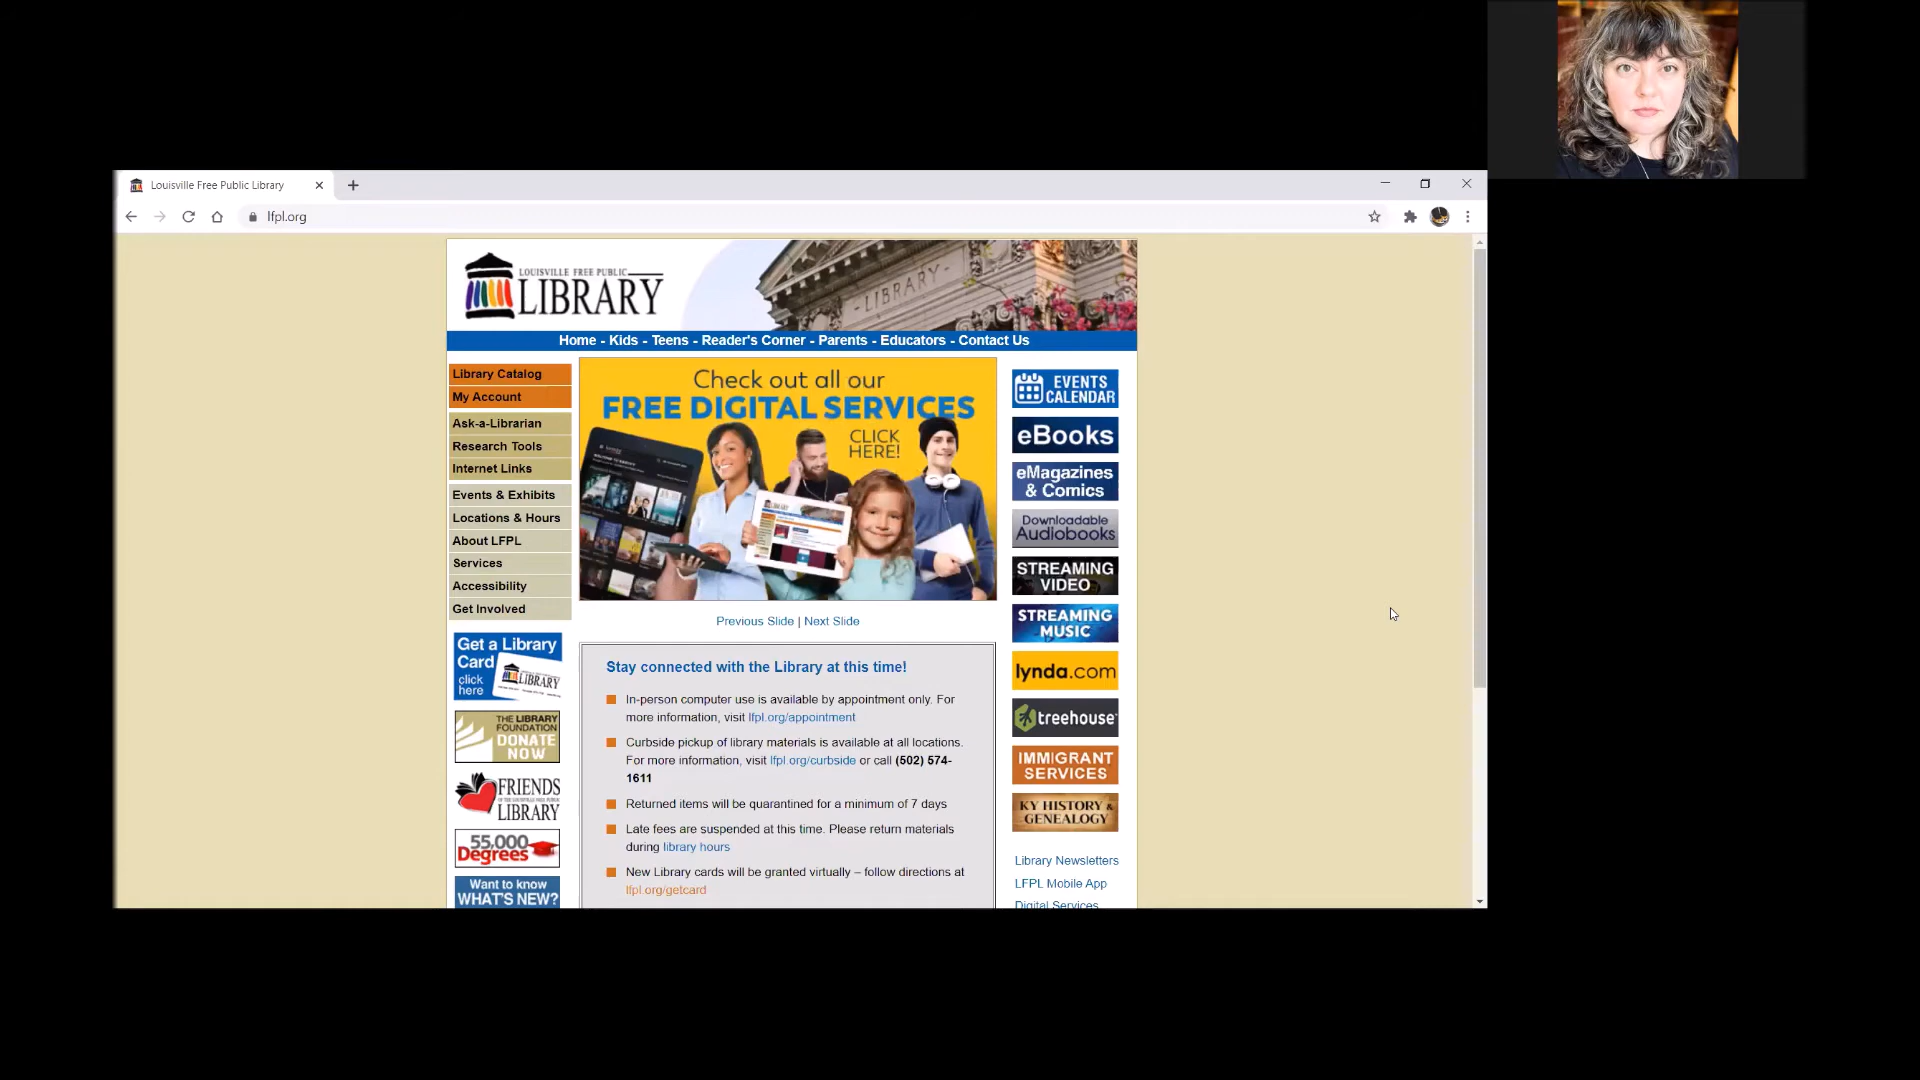 Louisville Free Public Library
lfpl.org
LOUISVILLE FREE PUBLIC
LIBRARY
LIBRARY
Home - Kids - Teens - Reader's Corner - Parents - Educators - Contact Us
Library Catalog
My Account
Ask-a-Librarian
Research Tools
Internet Links
Events & Exhibits
Locations & Hours
About LFPL
Services
Accessibility
Get Involved
Get a Library
Card
click
here
LIBRARY
THE LIBRARY
FOUNDATION
DONATE
NOW
FRIENDS
OF THE LOUISVILLE FREE PUBLIC
LIBRARY
55,000
Degrees
Want to know
WHAT'S NEW?
Check out all our
FREE DIGITAL SERVICES
CLICK
HERE!
Previous Slide | Next Slide
Stay connected with the Library at this time!
In-person computer use is available by appointment only. For
more information, visit lfpl.org/appointment
Curbside pickup of library materials is available at all locations.
For more information, visit lfpl.org/curbside or call (502) 574-
1611
Returned items will be quarantined for a minimum of 7 days
Late fees are suspended at this time. Please return materials
during library hours
New Library cards will be granted virtually – follow directions at
lfpl.org/getcard
EVENTS
CALENDAR
eBooks
eMagazines
& Comics
Downloadable
Audiobooks
STREAMING
VIDEO
STREAMING
MUSIC
lynda.com
treehouse
IMMIGRANT
SERVICES
KY HISTORY &
GENEALOGY
Library Newsletters
LFPL Mobile App
Digital Services